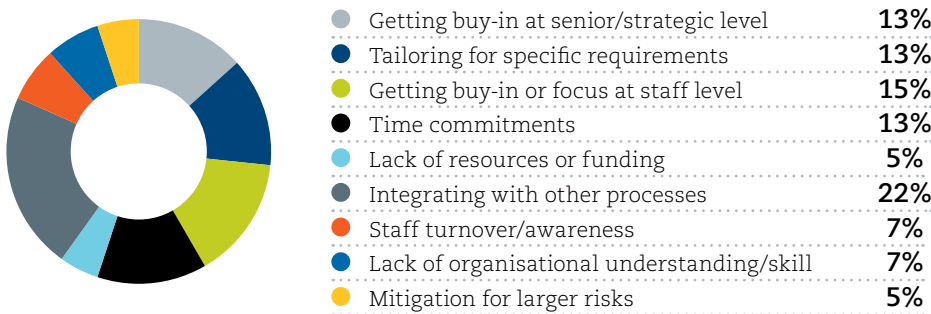 Getting buy-in at senior/strategic level 13%
Tailoring for specific requirements 13%
Getting buy-in or focus at staff level 15%
Time commitments 13%
Lack of resources or funding 5%
Integrating with other processes 22%
Staff turnover/awareness 7%
Lack of organisational understanding/skill 7%
Mitigation for larger risks 5%